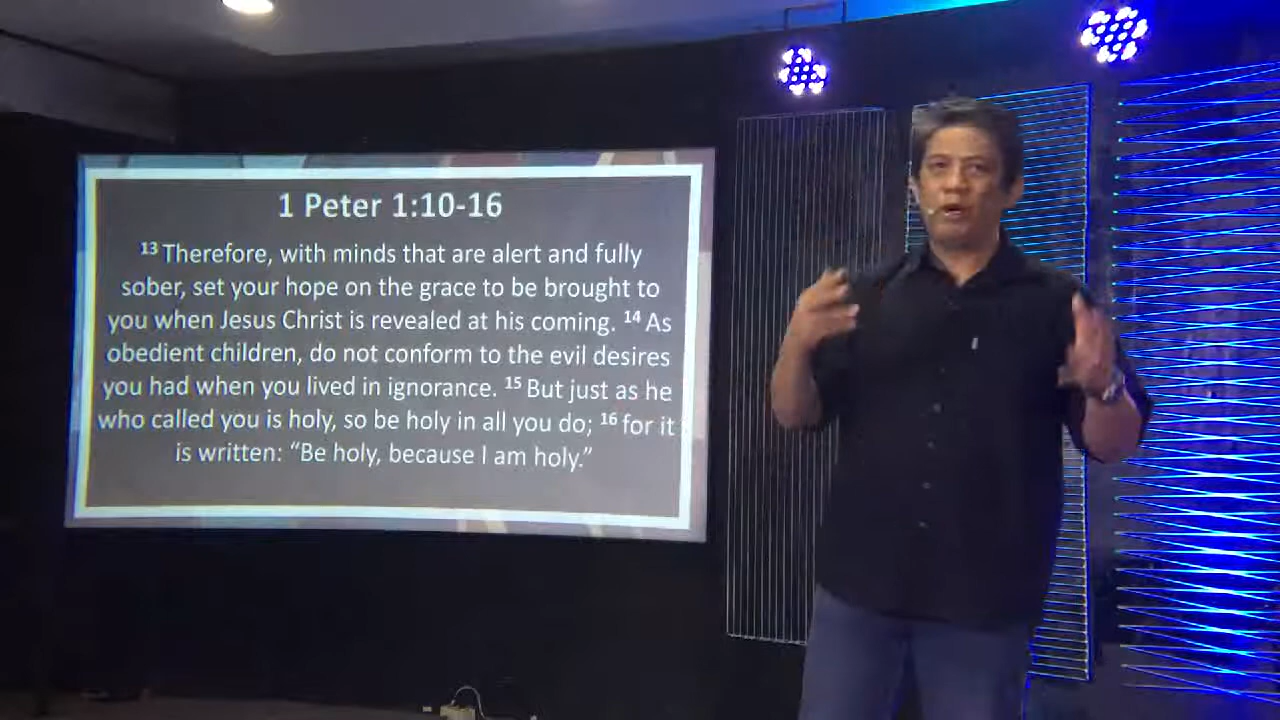 1 Peter 1:10-16
13 Therefore, with minds that are alert and fully
sober, set your hope on the grace to be brought to
you when Jesus Christ is revealed at his coming. 14 As
obedient children, do not conform to the evil desires
you had when you lived in ignorance. 15 But just as he
who called you is holy, so be holy in all you do; 16 for it
is written: “Be holy, because I am holy.”